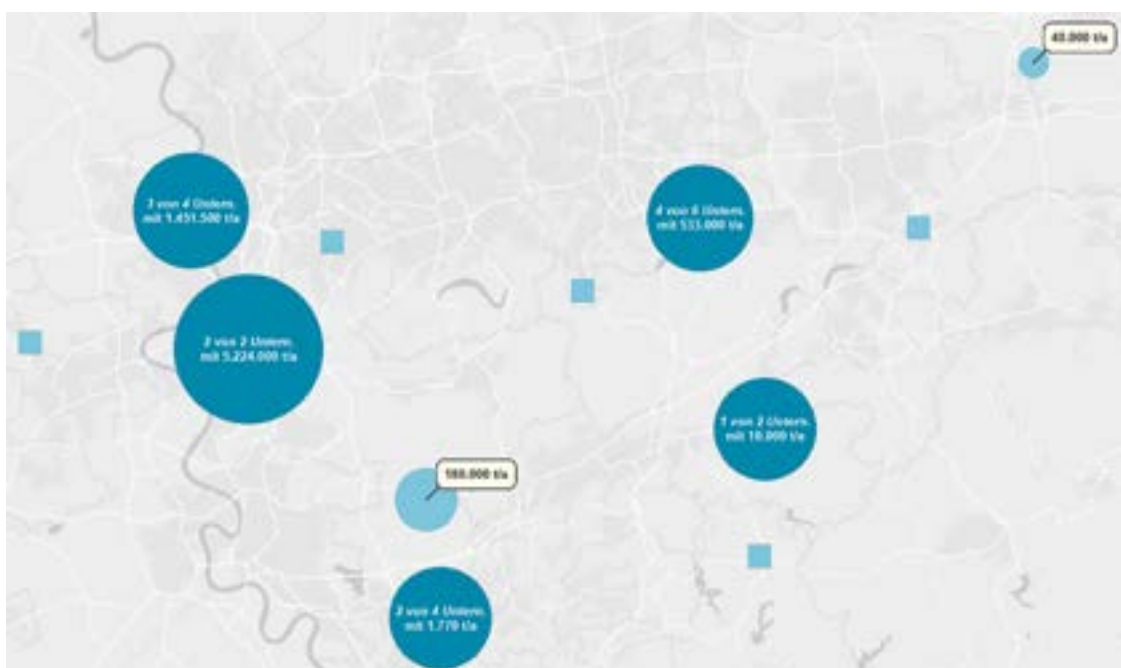 40.000 t/a
3 von 4 Untern.
mit 1.451.500 t/a
4 von 6 Untern.
mit 533.000 t/a
2 von 2 Untern.
mit 5.224.000 t/a
1 von 2 Untern.
mit 10.000 t/a
180.000 t/a
von 4 Untern.
mit 1.770 t/a